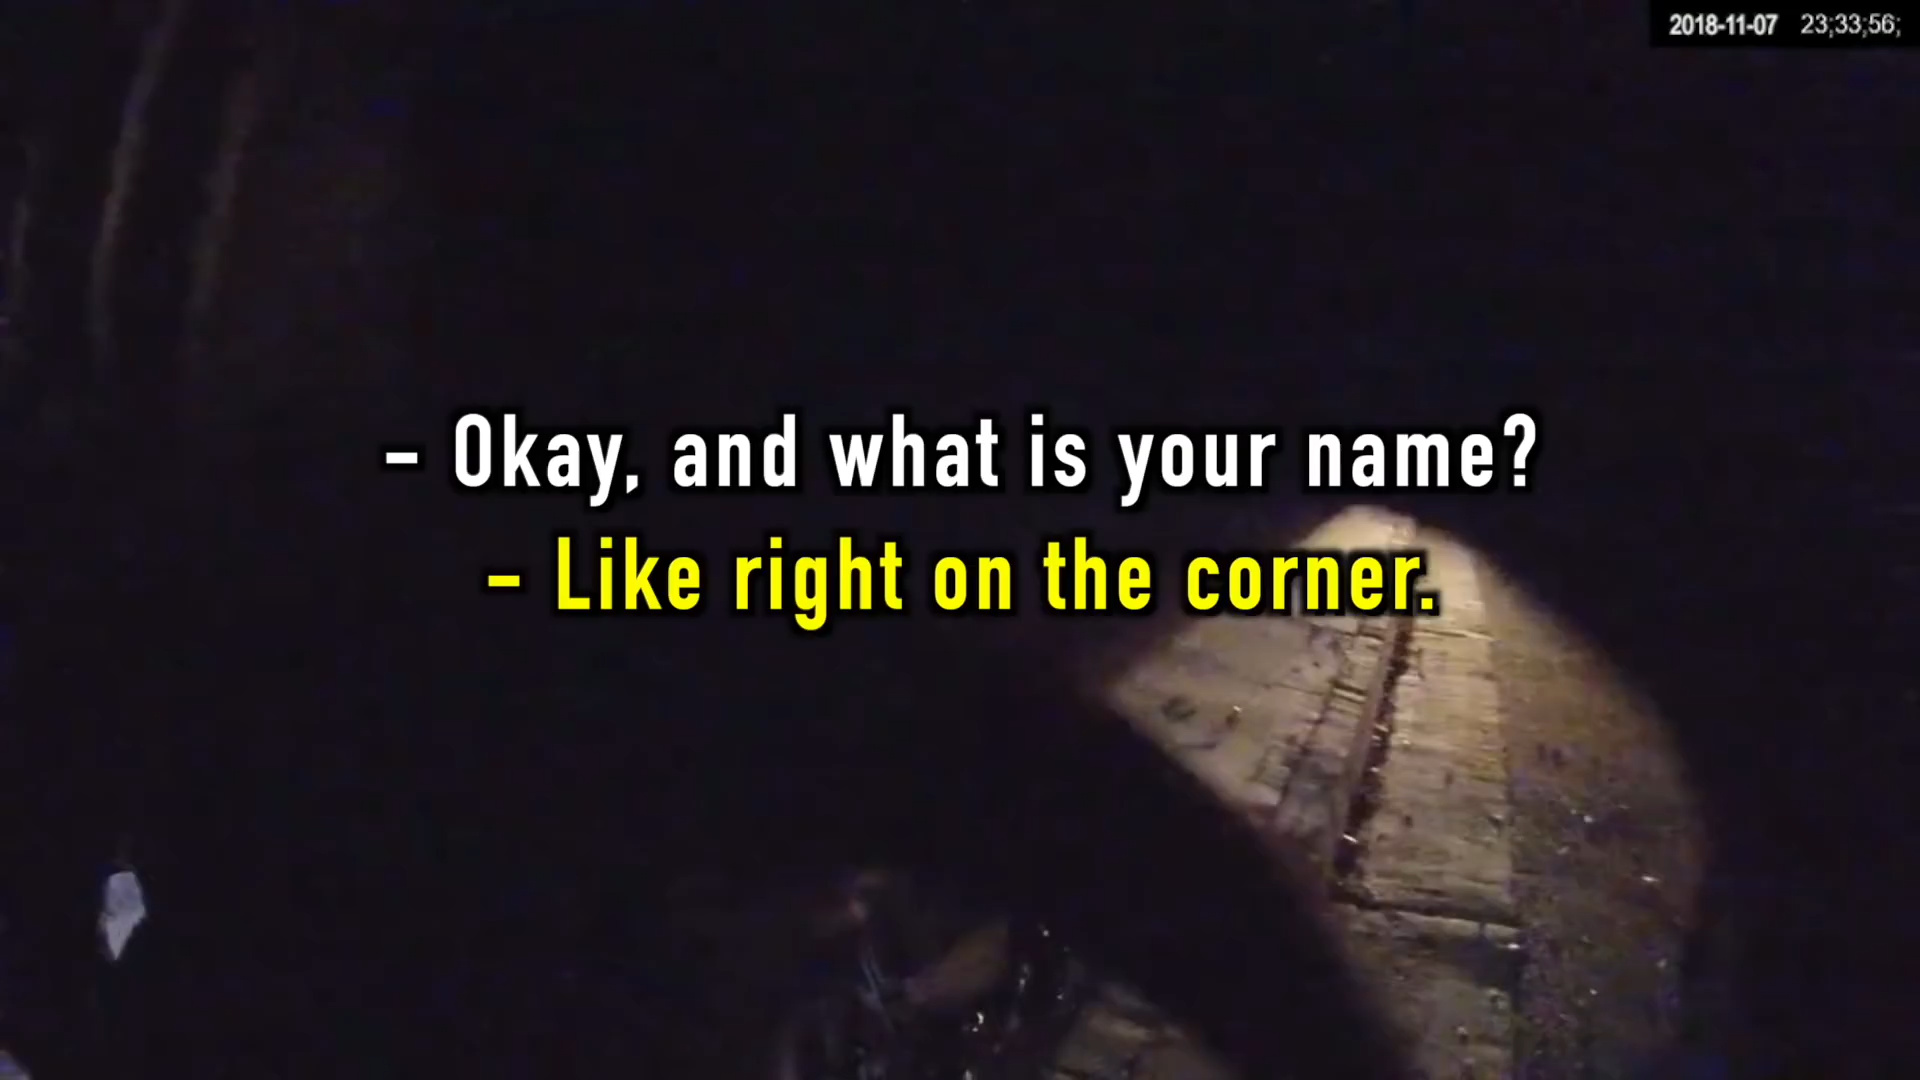 2018-11-07 23;33;56;
– Okay, and what is your name?
– Like right on the corner.